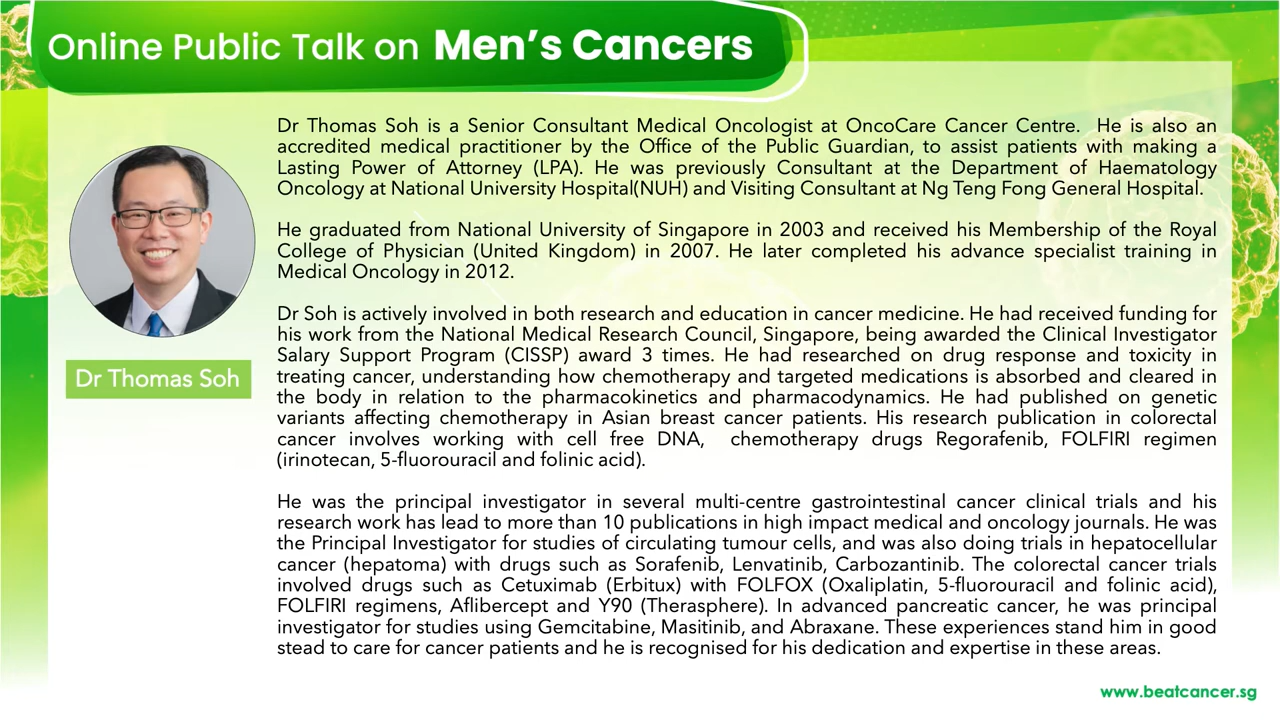 Online Public Talk on Men's Cancers
Dr Thomas Soh is a Senior Consultant Medical Oncologist at OncoCare Cancer Centre. He is also an
accredited medical practitioner by the Office of the Public Guardian, to assist patients with making a
Lasting Power of Attorney (LPA). He was previously Consultant at the Department of Haematology
Oncology at National University Hospital(NUH) and Visiting Consultant at Ng Teng Fong General Hospital.
He graduated from National University of Singapore in 2003 and received his Membership of the Royal
College of Physician (United Kingdom) in 2007. He later completed his advance specialist training in
Medical Oncology in 2012.
Dr Soh is actively involved in both research and education in cancer medicine. He had received funding for
his work from the National Medical Research Council, Singapore, being awarded the Clinical Investigator
Salary Support Program (CISSP) award 3 times. He had researched on drug response and toxicity in
treating cancer, understanding how chemotherapy and targeted medications is absorbed and cleared in
the body in relation to the pharmacokinetics and pharmacodynamics. He had published on genetic
variants affecting chemotherapy in Asian breast cancer patients. His research publication in colorectal
cancer involves working with cell free DNA, chemotherapy drugs Regorafenib, FOLFIRI regimen
(irinotecan, 5-fluorouracil and folinic acid).
He was the principal investigator in several multi-centre gastrointestinal cancer clinical trials and his
research work has lead to more than 10 publications in high impact medical and oncology journals. He was
the Principal Investigator for studies of circulating tumour cells, and was also doing trials in hepatocellular
cancer (hepatoma) with drugs such as Sorafenib, Lenvatinib, Carbozantinib. The colorectal cancer trials
involved drugs such as Cetuximab (Erbitux) with FOLFOX (Oxaliplatin, 5-fluorouracil and folinic acid),
FOLFIRI regimens, Aflibercept and Y90 (Therasphere). In advanced pancreatic cancer, he was principal
investigator for studies using Gemcitabine, Masitinib, and Abraxane. These experiences stand him in good
stead to care for cancer patients and he is recognised for his dedication and expertise in these areas.
Dr Thomas Soh
www.beatcancer.sg